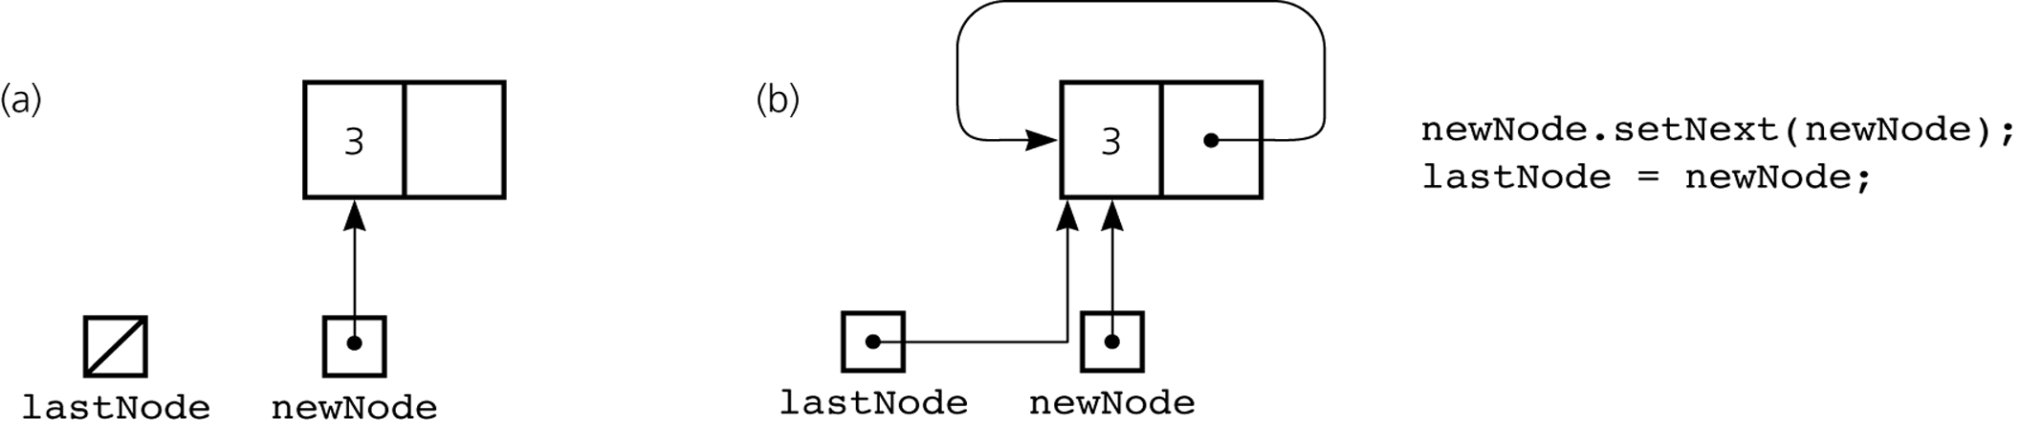 (a)
3
lastNode
newNode
(b)
3
lastNode
newNode
newNode.setNext(newNode);
lastNode = newNode;